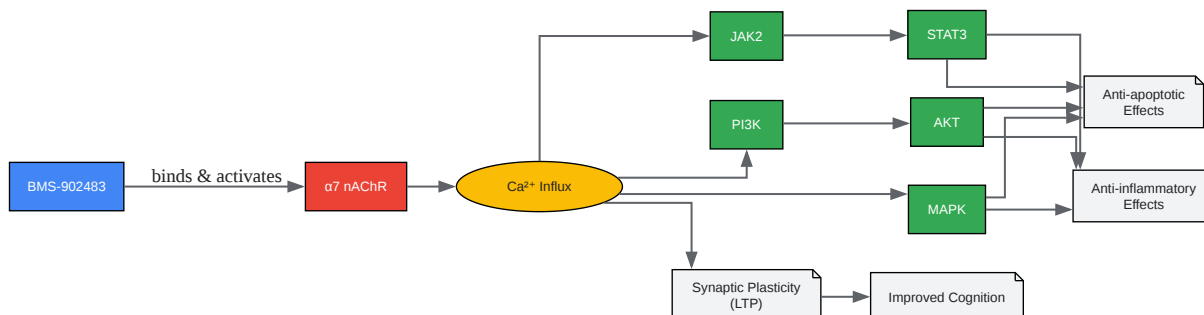 JAK2
STAT3
Anti-apoptotic
Effects
PI3K
AKT
BMS-902483
binds & activates
α7 nAChR
Ca²⁺ Influx
MAPK
Anti-inflammatory
Effects
Synaptic Plasticity
(LTP)
Improved Cognition